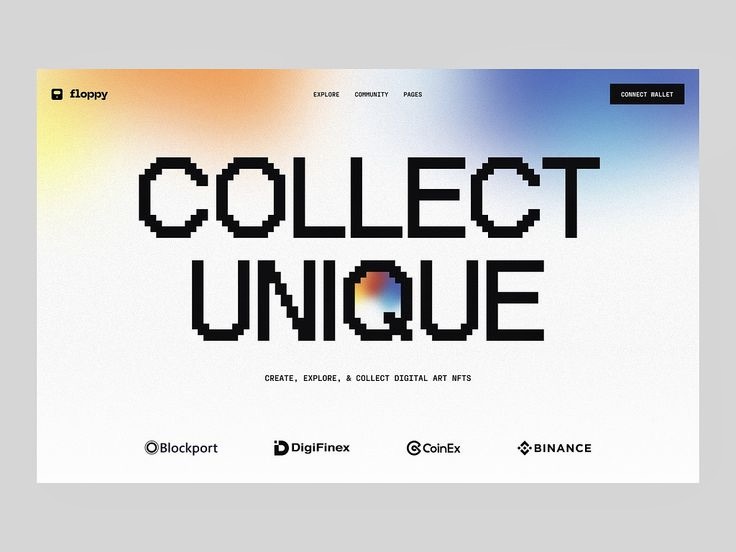 floppy
EXPLORE COMMUNITY PAGES
CONNECT WALLET
COLLECT
UNIQUE
CREATE, EXPLORE, & COLLECT DIGITAL ART NFTS
Blockport DigiFinex CoinEx BINANCE